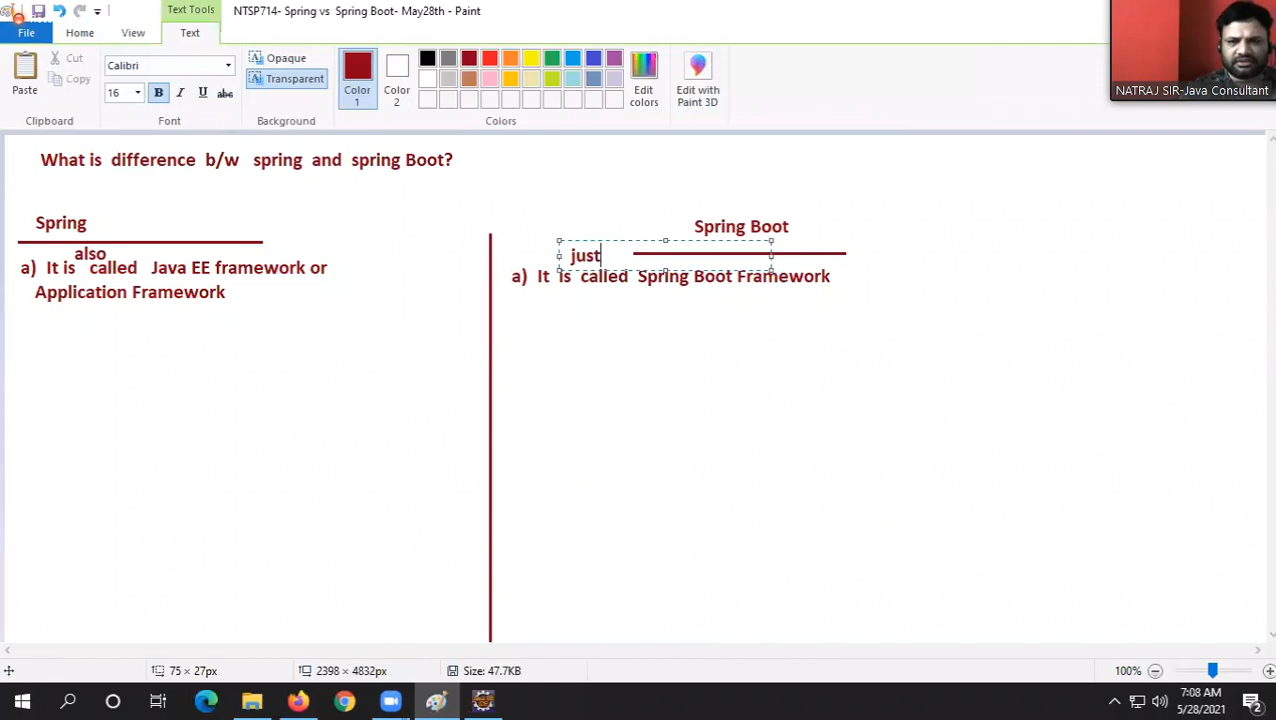 NTSP714- Spring vs Spring Boot- May28th - Paint
Text Tools
File
Home
View
Text
Paste
Cut
Copy
Clipboard
Calibri
16
B
I
U
abc
Font
Opaque
Transparent
Background
Color
1
Color
2
Edit
colors
Edit with
Paint 3D
Colors
NATRAJ SIR-Java Consultant
What is difference b/w spring and spring Boot?
Spring
also
a) It is called Java EE framework or
Application Framework
Spring Boot
just
a) It is called Spring Boot Framework
75 × 27px
2398 × 4832px
Size: 47.7KB
100%
7:08 AM
5/28/2021
2